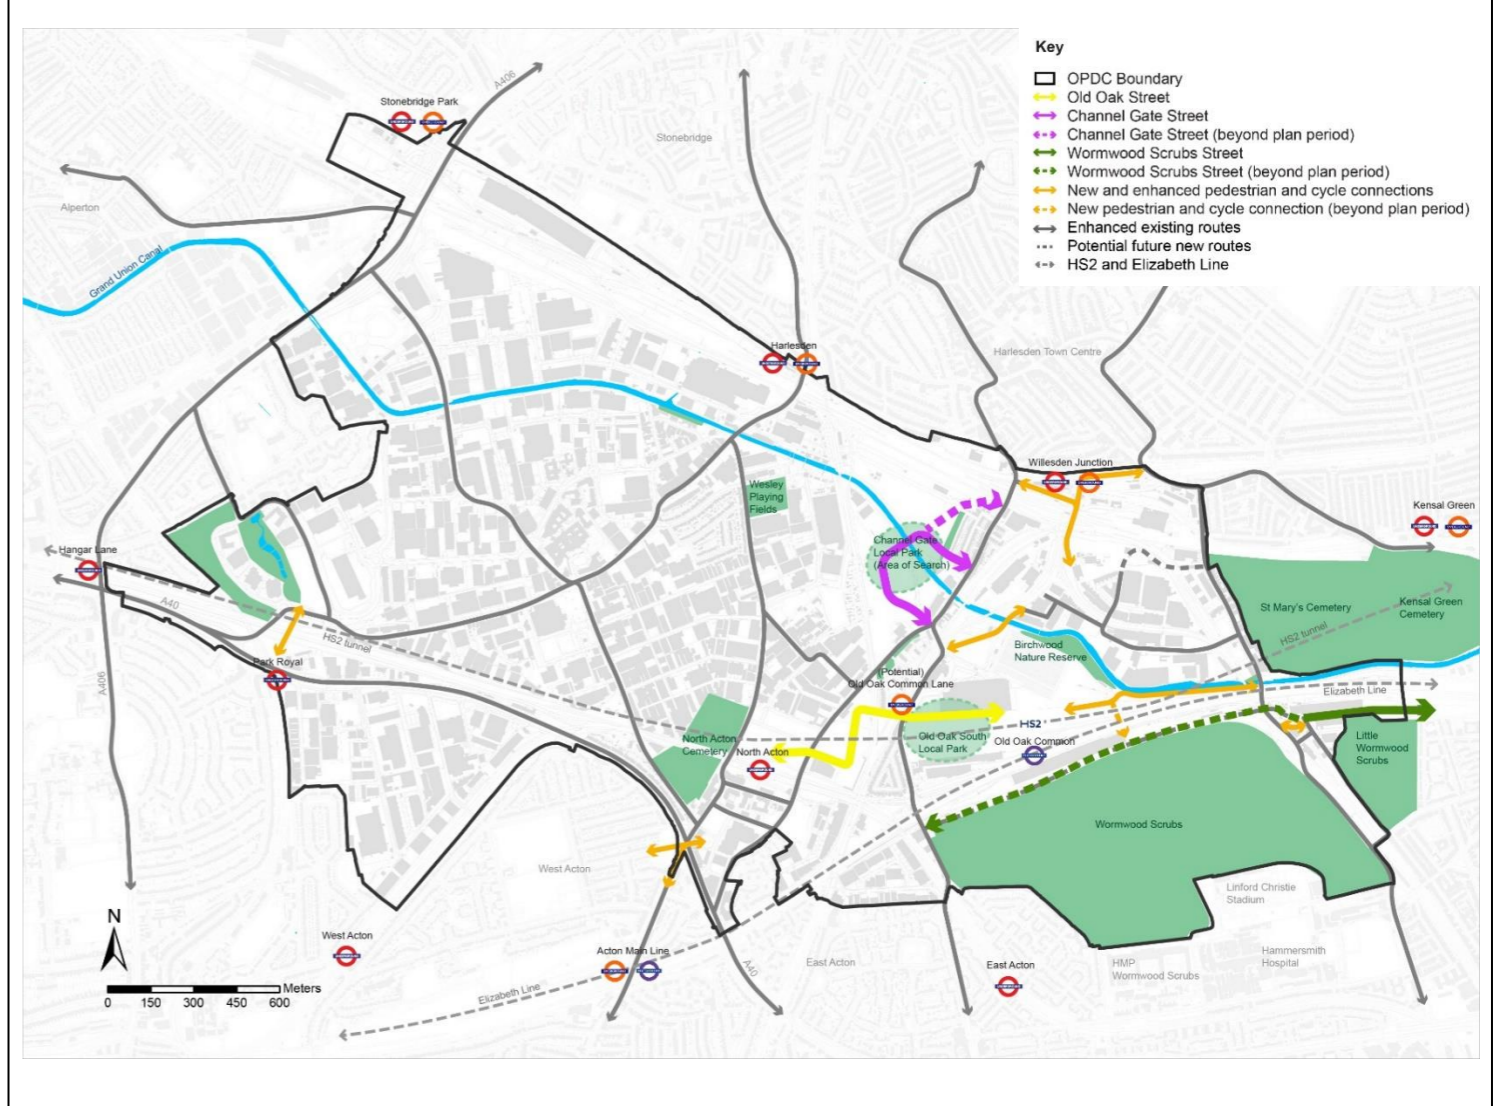 Key
OPDC Boundary
Old Oak Street
Channel Gate Street
Channel Gate Street (beyond plan period)
Wormwood Scrubs Street
Wormwood Scrubs Street (beyond plan period)
New and enhanced pedestrian and cycle connections
New pedestrian and cycle connection (beyond plan period)
Enhanced existing routes
Potential future new routes
HS2 and Elizabeth Line
A406
Stonebridge Park
Stonebridge
Alperton
Grand Union Canal
Harlesden
Harlesden Town Centre
Willesden Junction
Wesley
Playing
Fields
Kensal Green
Channel Gate
Local Park
(Area of Search)
Hangar Lane
A40
HS2 tunnel
St Mary's Cemetery
Kensal Green
Cemetery
HS2 tunnel
Birchwood
Nature Reserve
Park Royal
A406
(Potential)
Old Oak Common Lane
Elizabeth Line
HS2
North Acton
Cemetery
North Acton
Old Oak South
Local Park
Old Oak Common
Little
Wormwood
Scrubs
Wormwood Scrubs
West Acton
Linford Christie
Stadium
N
West Acton
Acton Main Line
A40
East Acton
East Acton
HMP
Wormwood Scrubs
Hammersmith
Hospital
Meters
0 150 300 450 600
Elizabeth Line